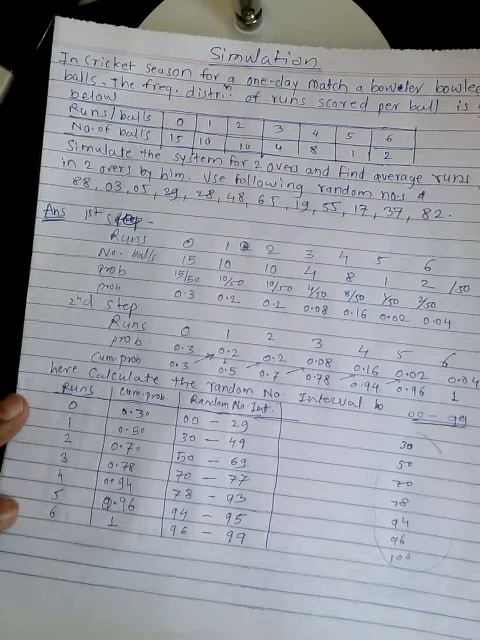 Simulation
In cricket season for a one-day match a boweler bowled
balls. The freq. distriⁿ of runs scored per ball is
below
Runs/balls 0 1 2 3 4 5 6
No. of balls 15 10 10 4 8 1 2
Simulate the system for 2 overs and find average runs
in 2 overs by him. Use following random no.s
88, 03, 05, 29, 28, 48, 65, 19, 55, 17, 37, 82.
Ans 1st step -
Runs 0 1 2 3 4 5 6
No. balls 15 10 10 4 8 1 2 /50
prob 15/50 10/50 10/50 4/50 8/50 1/50 2/50
prob. 0.3 0.2 0.2 0.08 0.16 0.02 0.04
2nd step
Runs 0 1 2 3 4 5 6
prob 0.3 0.2 0.2 0.08 0.16 0.02 0.04
cum.prob 0.3 0.5 0.7 0.78 0.94 0.96 1
here Calculate the random No. Interval b 00 - 99
Runs Cum.prob. Random No. Int.
0 0.30 00 - 29 30
1 0.50 30 - 49 50
2 0.70 50 - 69 70
3 0.78 70 - 77 78
4 0.94 78 - 93 94
5 0.96 94 - 95 96
6 1 96 - 99 100